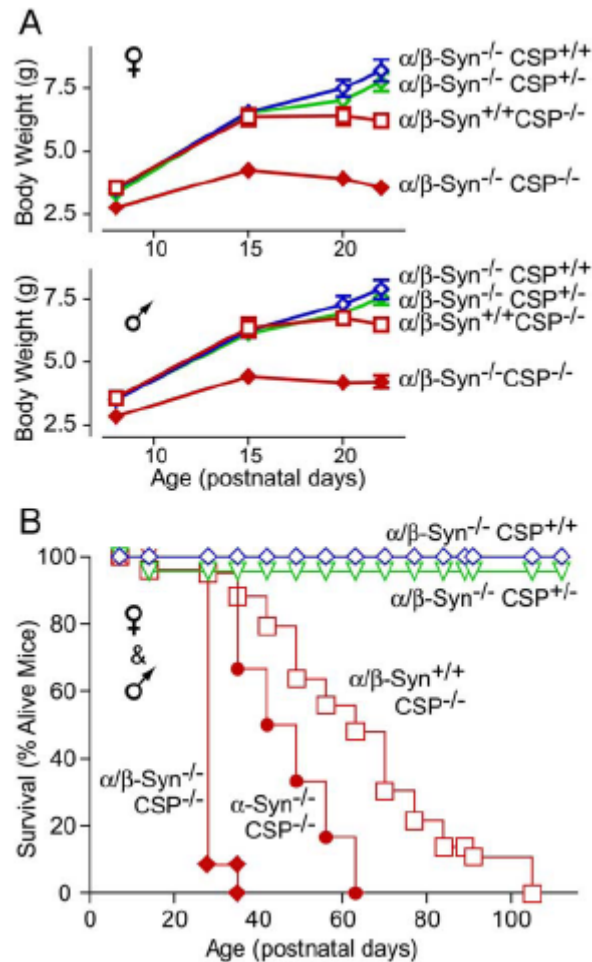 A
♀
Body Weight (g)
7.5
5.0
2.5
10
15
20
α/β-Syn-/- CSP+/+
α/β-Syn-/- CSP+/-
α/β-Syn+/+CSP-/-
α/β-Syn-/- CSP-/-
♂
Body Weight (g)
7.5
5.0
2.5
10
15
20
Age (postnatal days)
α/β-Syn-/- CSP+/+
α/β-Syn-/- CSP+/-
α/β-Syn+/+CSP-/-
α/β-Syn-/-CSP-/-
B
α/β-Syn-/- CSP+/+
α/β-Syn-/- CSP+/-
♀
&
♂
α/β-Syn+/+
CSP-/-
α/β-Syn-/-
CSP-/-
α-Syn-/-
CSP-/-
Survival (% Alive Mice)
100
80
60
40
20
0
0
20
40
60
80
100
Age (postnatal days)